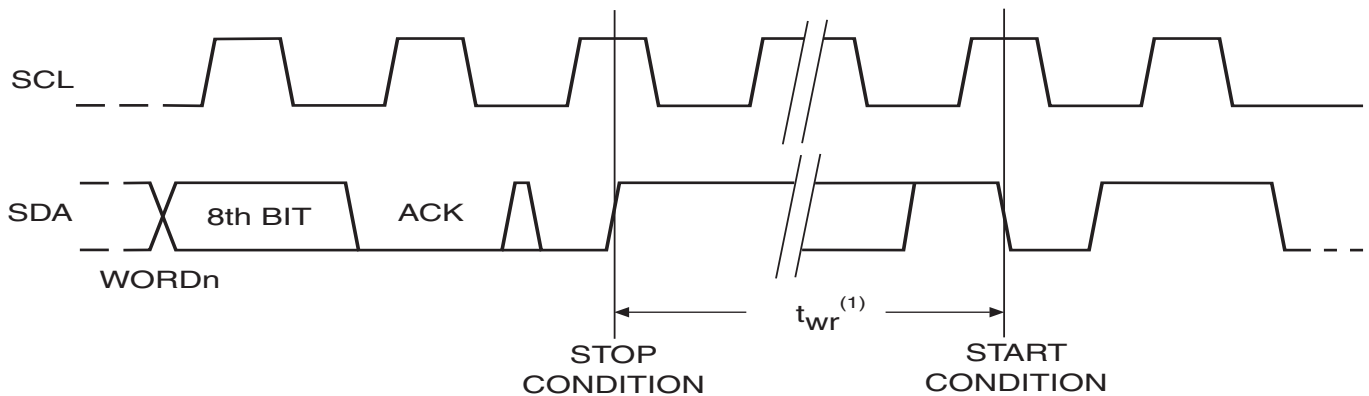 SCL
SDA
8th BIT
ACK
WORDn
twr(1)
STOP
CONDITION
START
CONDITION